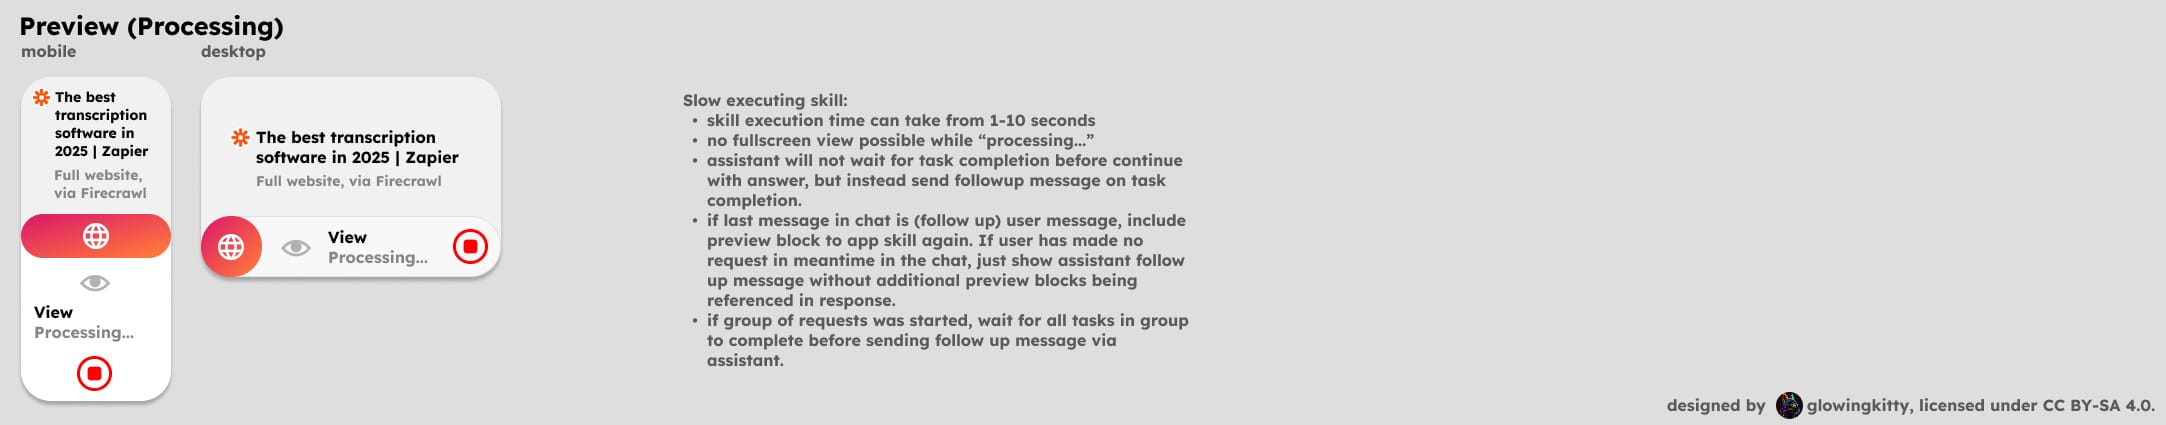 Preview (Processing)
mobile
desktop
The best
transcription
software in
2025 | Zapier
Full website,
via Firecrawl
View
Processing...
The best transcription
software in 2025 | Zapier
Full website, via Firecrawl
View
Processing...
Slow executing skill:
• skill execution time can take from 1-10 seconds
• no fullscreen view possible while “processing...”
• assistant will not wait for task completion before continue
with answer, but instead send followup message on task
completion.
• if last message in chat is (follow up) user message, include
preview block to app skill again. If user has made no
request in meantime in the chat, just show assistant follow
up message without additional preview blocks being
referenced in response.
• if group of requests was started, wait for all tasks in group
to complete before sending follow up message via
assistant.
designed by glowingkitty, licensed under CC BY-SA 4.0.